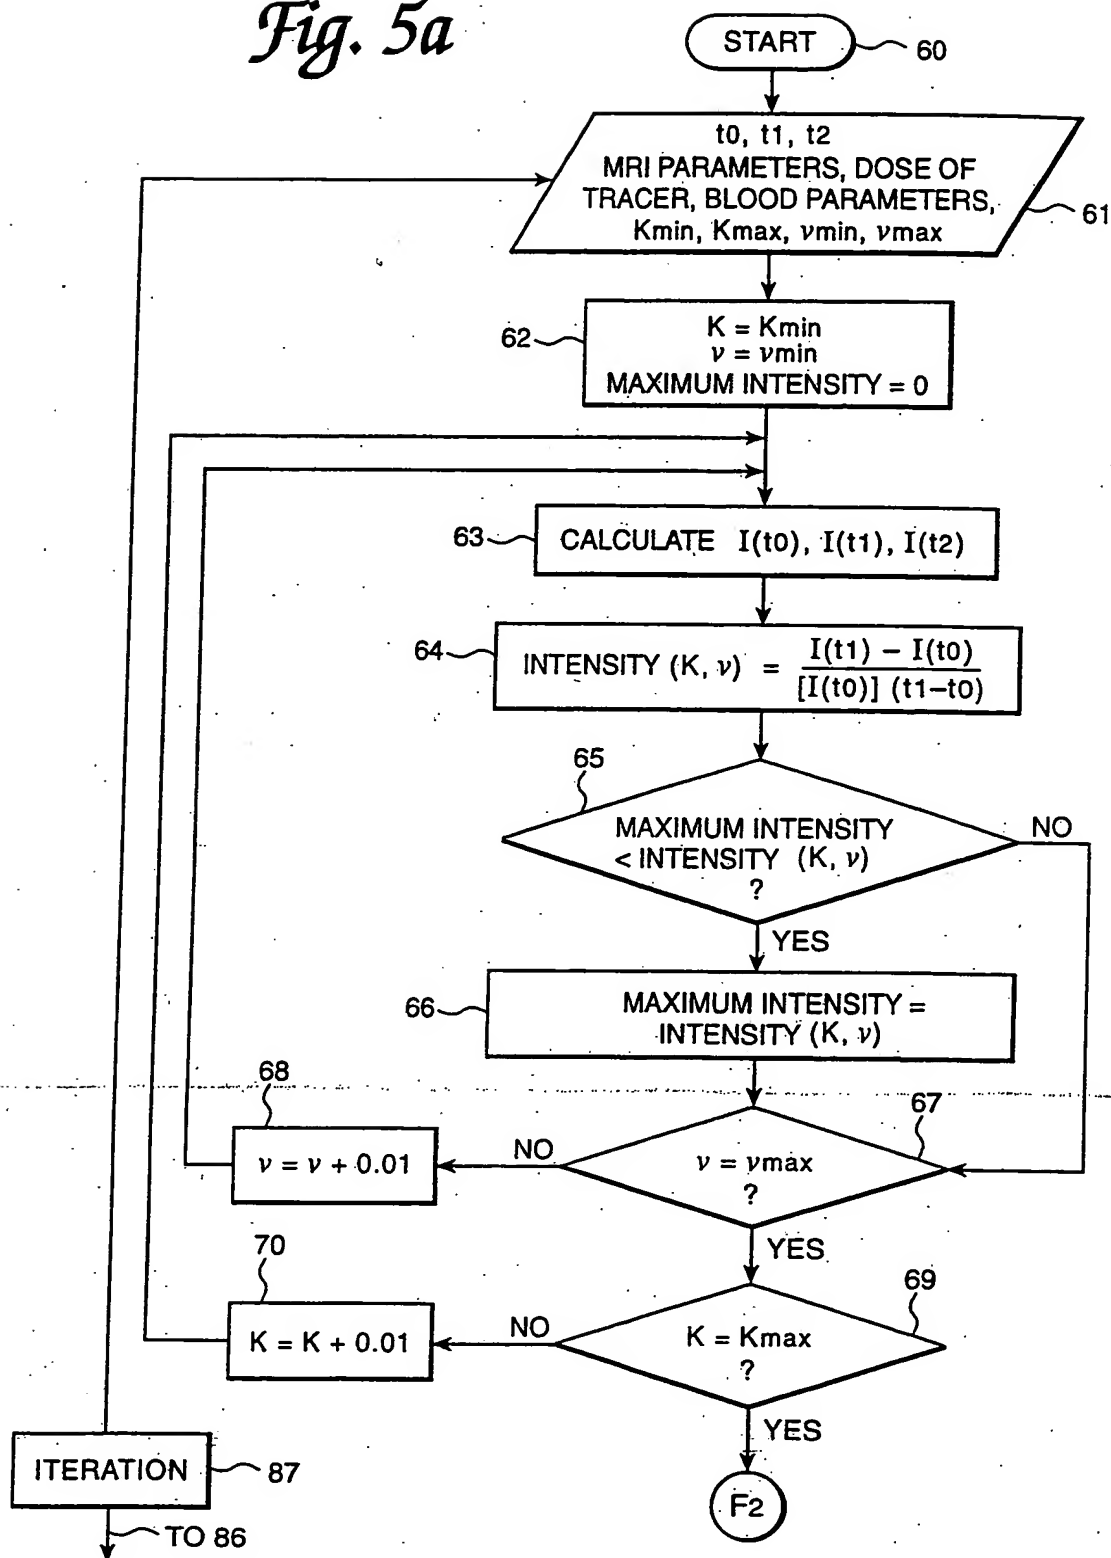 Fig. 5a
START
60
t0, t1, t2
MRI PARAMETERS, DOSE OF
TRACER, BLOOD PARAMETERS,
Kmin, Kmax, νmin, νmax
61
62
K = Kmin
ν = νmin
MAXIMUM INTENSITY = 0
63
CALCULATE I(t0), I(t1), I(t2)
64
INTENSITY (K, ν) = I(t1) – I(t0)
[I(t0)] (t1–t0)
65
MAXIMUM INTENSITY
< INTENSITY (K, ν)
?
NO
YES
66
MAXIMUM INTENSITY =
INTENSITY (K, ν)
68
ν = ν + 0.01
NO
67
ν = νmax
?
YES
70
K = K + 0.01
NO
69
K = Kmax
?
YES
ITERATION
87
TO 86
F2